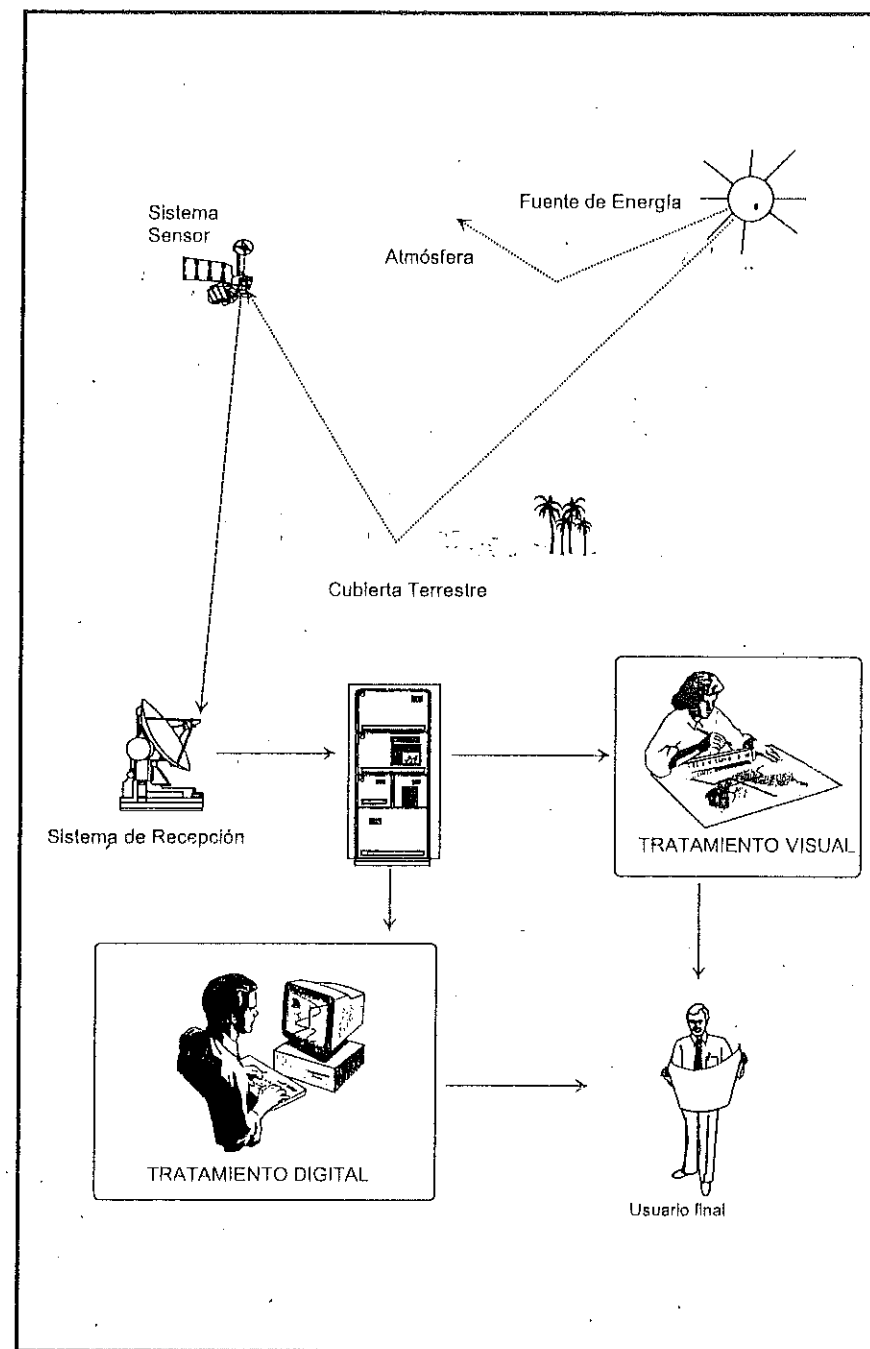 Fuente de Energía
Sistema
Sensor
Atmósfera
Cubierta Terrestre
Sistema de Recepción
TRATAMIENTO VISUAL
TRATAMIENTO DIGITAL
Usuario final